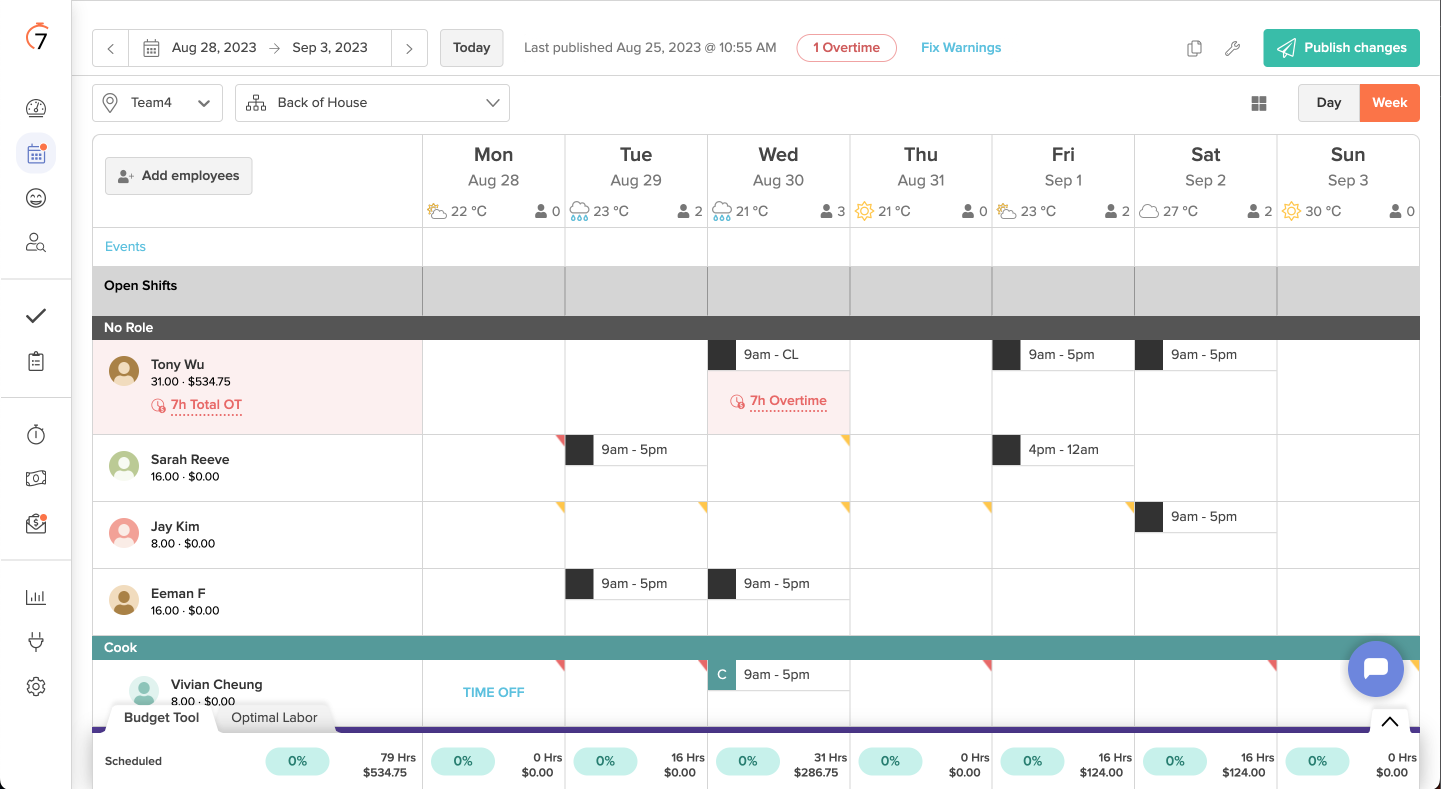 7
Aug 28, 2023 → Sep 3, 2023
Today
Last published Aug 25, 2023 @ 10:55 AM
1 Overtime
Fix Warnings
Publish changes
Team4
Back of House
Day
Week
Add employees
Mon
Aug 28
22 °C
0
Tue
Aug 29
23 °C
2
Wed
Aug 30
21 °C
3
Thu
Aug 31
21 °C
0
Fri
Sep 1
23 °C
2
Sat
Sep 2
27 °C
2
Sun
Sep 3
30 °C
0
Events
Open Shifts
No Role
Tony Wu
31.00 · $534.75
7h Total OT
9am - CL
7h Overtime
9am - 5pm
9am - 5pm
Sarah Reeve
16.00 · $0.00
9am - 5pm
4pm - 12am
Jay Kim
8.00 · $0.00
9am - 5pm
Eeman F
16.00 · $0.00
9am - 5pm
9am - 5pm
Cook
Vivian Cheung
8.00 · $0.00
TIME OFF
C
9am - 5pm
Budget Tool
Optimal Labor
Scheduled
0%
79 Hrs
$534.75
0%
0 Hrs
$0.00
0%
16 Hrs
$0.00
0%
31 Hrs
$286.75
0%
0 Hrs
$0.00
0%
16 Hrs
$124.00
0%
16 Hrs
$124.00
0%
0 Hrs
$0.00